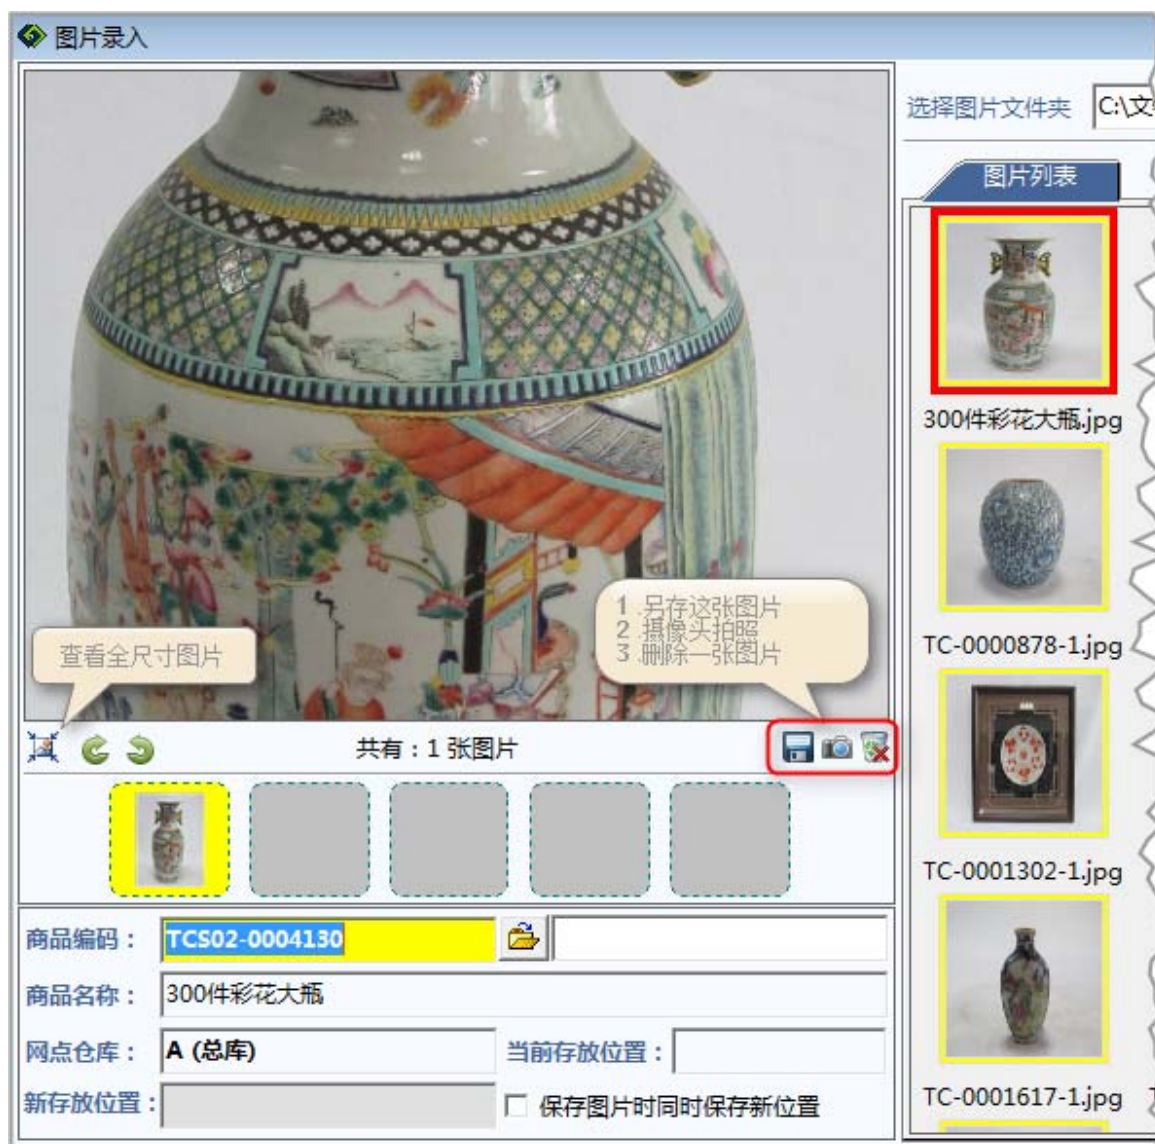 图片录入
选择图片文件夹 C:\文
图片列表
300件彩花大瓶.jpg
TC-0000878-1.jpg
TC-0001302-1.jpg
TC-0001617-1.jpg
查看全尺寸图片
1 .另存这张图片
2 .摄像头拍照
3 .删除一张图片
共有：1 张图片
商品编码： TCS02-0004130
商品名称： 300件彩花大瓶
网点仓库： A (总库) 当前存放位置：
新存放位置： 保存图片时同时保存新位置